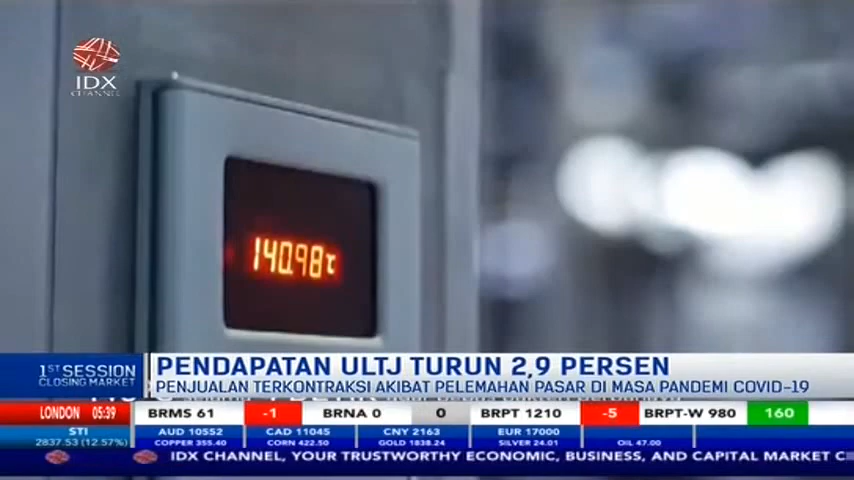 IDX
CHANNEL
140.98°C
1ST SESSION
CLOSING MARKET
PENDAPATAN ULTJ TURUN 2,9 PERSEN
PENJUALAN TERKONTRAKSI AKIBAT PELEMAHAN PASAR DI MASA PANDEMI COVID-19
LONDON 05:39 BRMS 61 -1 BRNA 0 0 BRPT 1210 -5 BRPT-W 980 160
STI AUD 10552 CAD 11045 CNY 2163 EUR 17000
2837.53 (12.57%) COPPER 355.40 CORN 422.50 GOLD 1838.24 SILVER 24.01 OIL 47.00
IDX CHANNEL, YOUR TRUSTWORTHY ECONOMIC, BUSINESS, AND CAPITAL MARKET C